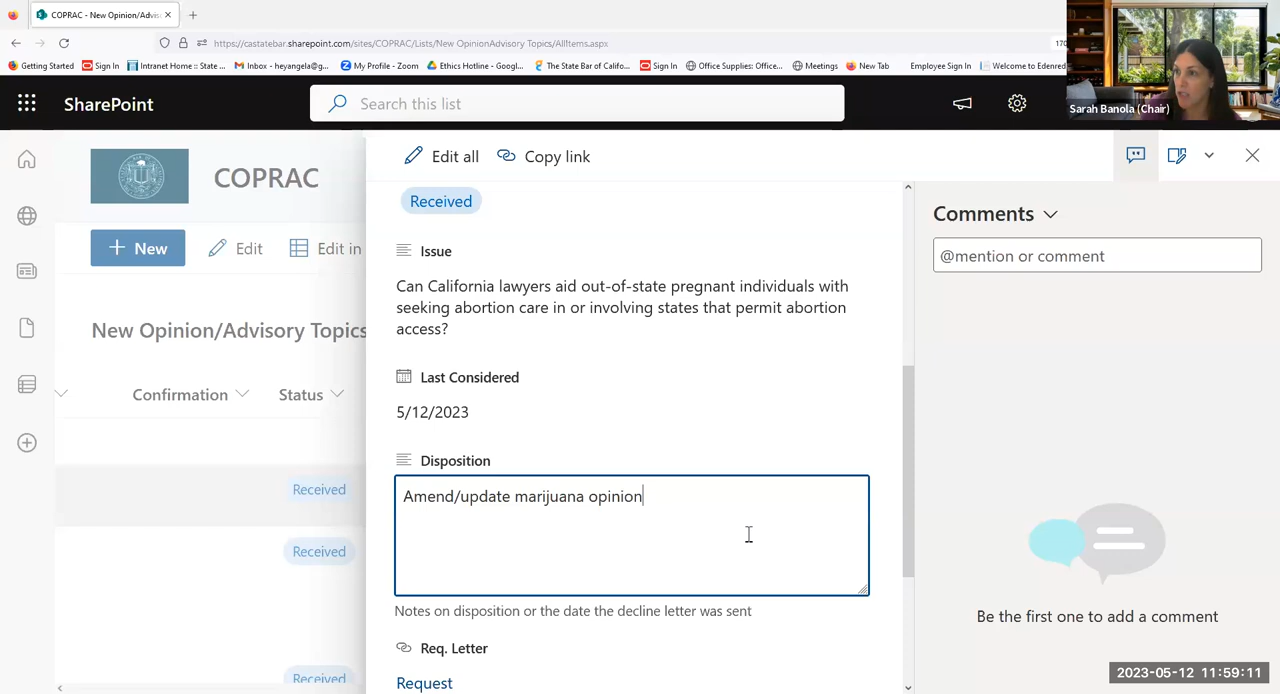 COPRAC - New Opinion/Advis
https://castatebar.sharepoint.com/sites/COPRAC/Lists/New OpinionAdvisory Topics/AllItems.aspx
Getting Started Sign In Intranet Home :: State ... Inbox - heyangela@g... My Profile - Zoom Ethics Hotline - Googl... The State Bar of Califo... Sign In Office Supplies: Office... Meetings New Tab Employee Sign In Welcome to Edenred
Sarah Banola (Chair)
SharePoint
Search this list
Edit all
Copy link
COPRAC
New
Edit
Edit in
New Opinion/Advisory Topics
Confirmation
Status
Received
Received
Received
Received
Issue
Can California lawyers aid out-of-state pregnant individuals with
seeking abortion care in or involving states that permit abortion
access?
Last Considered
5/12/2023
Disposition
Amend/update marijuana opinion
Notes on disposition or the date the decline letter was sent
Req. Letter
Request
Comments
@mention or comment
Be the first one to add a comment
2023-05-12 11:59:11